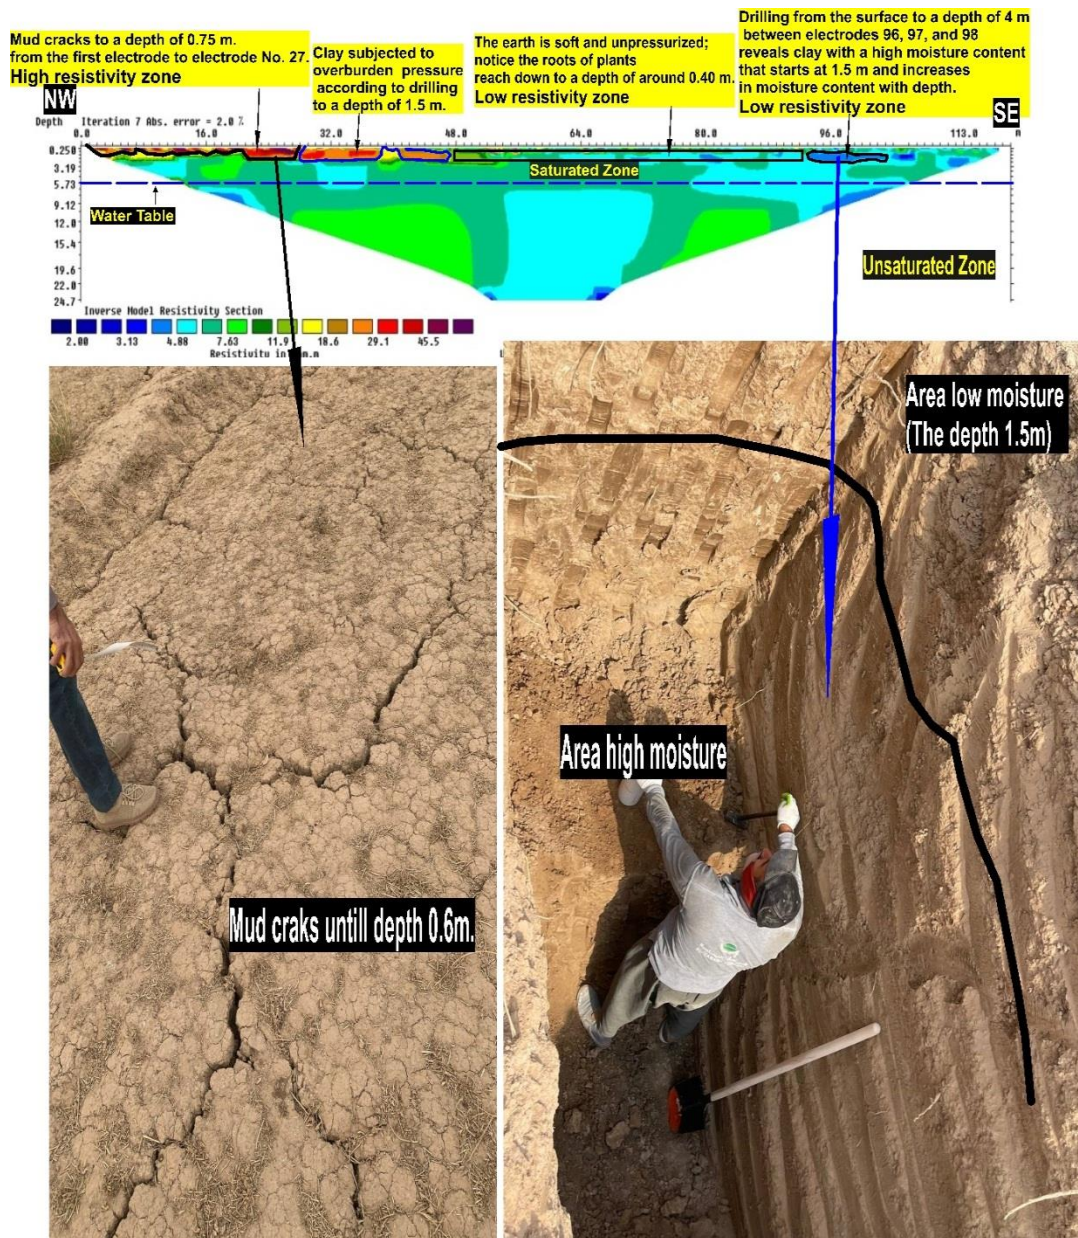 Mud cracks to a depth of 0.75 m.
from the first electrode to electrode No. 27.
High resistivity zone
Clay subjected to
overburden pressure
according to drilling
to a depth of 1.5 m.
The earth is soft and unpressurized;
notice the roots of plants
reach down to a depth of around 0.40 m.
Low resistivity zone
Drilling from the surface to a depth of 4 m
between electrodes 96, 97, and 98
reveals clay with a high moisture content
that starts at 1.5 m and increases
in moisture content with depth.
Low resistivity zone
NW
SE
Depth Iteration 7 Abs. error = 2.0 %
0.0 16.0 32.0 48.0 64.0 80.0 96.0 113.0 m
0.250
3.19
5.73
9.12
12.0
15.4
19.6
22.0
24.7
Saturated Zone
Water Table
Unsaturated Zone
Inverse Model Resistivity Section
2.00 3.13 4.88 7.63 11.9 18.6 29.1 45.5
Resistivity in
Area low moisture
(The depth 1.5m)
Area high moisture
Mud craks untill depth 0.6m.